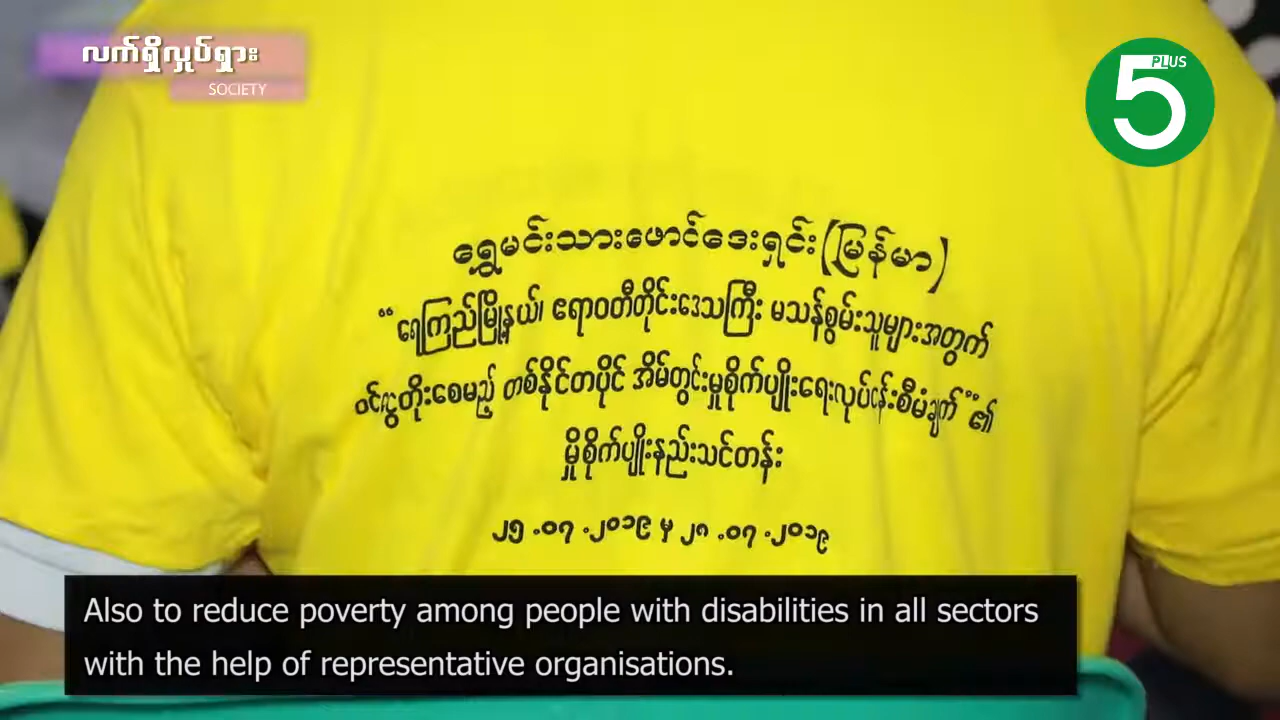 လက်ရှိလှုပ်ရှား
SOCIETY
5 PLUS
ရွှေမင်းသားဖောင်ဒေးရှင်း(မြန်မာ)
“ရေကြည်မြို့နယ်၊ ဧရာဝတီတိုင်းဒေသကြီး မသန်စွမ်းသူများအတွက်
ဝင်ငွေတိုးစေမည့် တစ်နိုင်တပိုင် အိမ်တွင်းမှိုစိုက်ပျိုးရေးလုပ်ငန်းစီမံချက်”၏
မှိုစိုက်ပျိုးနည်းသင်တန်း
၂၅.၀၇.၂၀၁၉ မှ ၂၈.၀၇.၂၀၁၉
Also to reduce poverty among people with disabilities in all sectors
with the help of representative organisations.